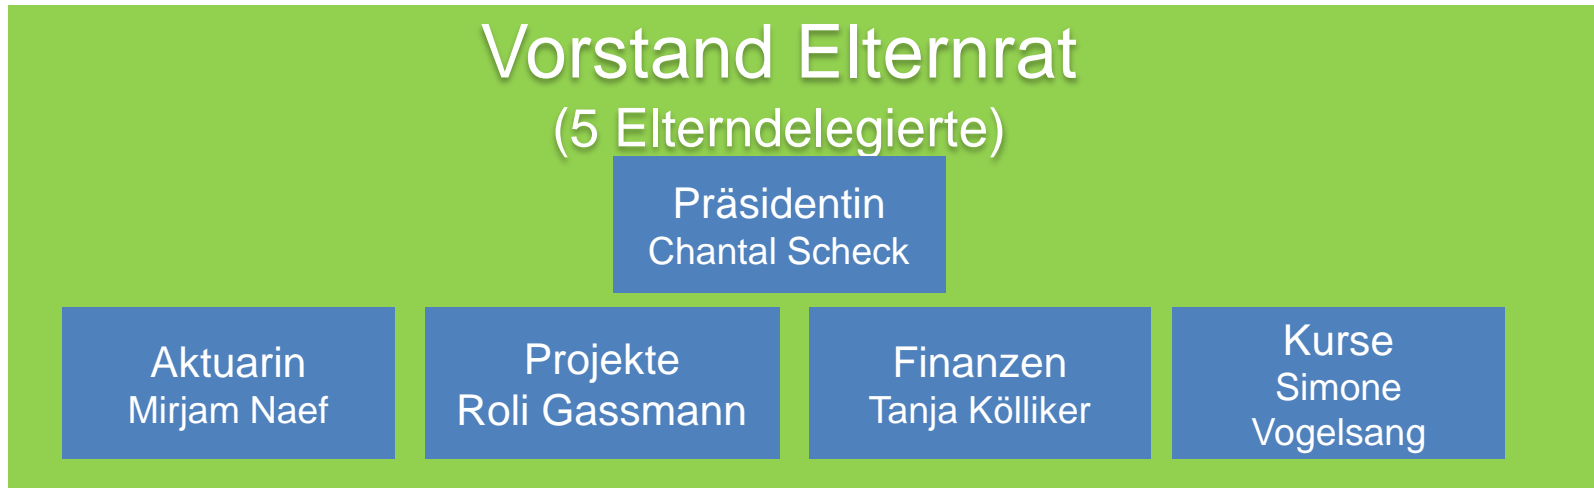 Vorstand Elternrat
(5 Elterndelegierte)
Präsidentin
Chantal Scheck
Aktuarin
Mirjam Naef
Projekte
Roli Gassmann
Finanzen
Tanja Kölliker
Kurse
Simone
Vogelsang